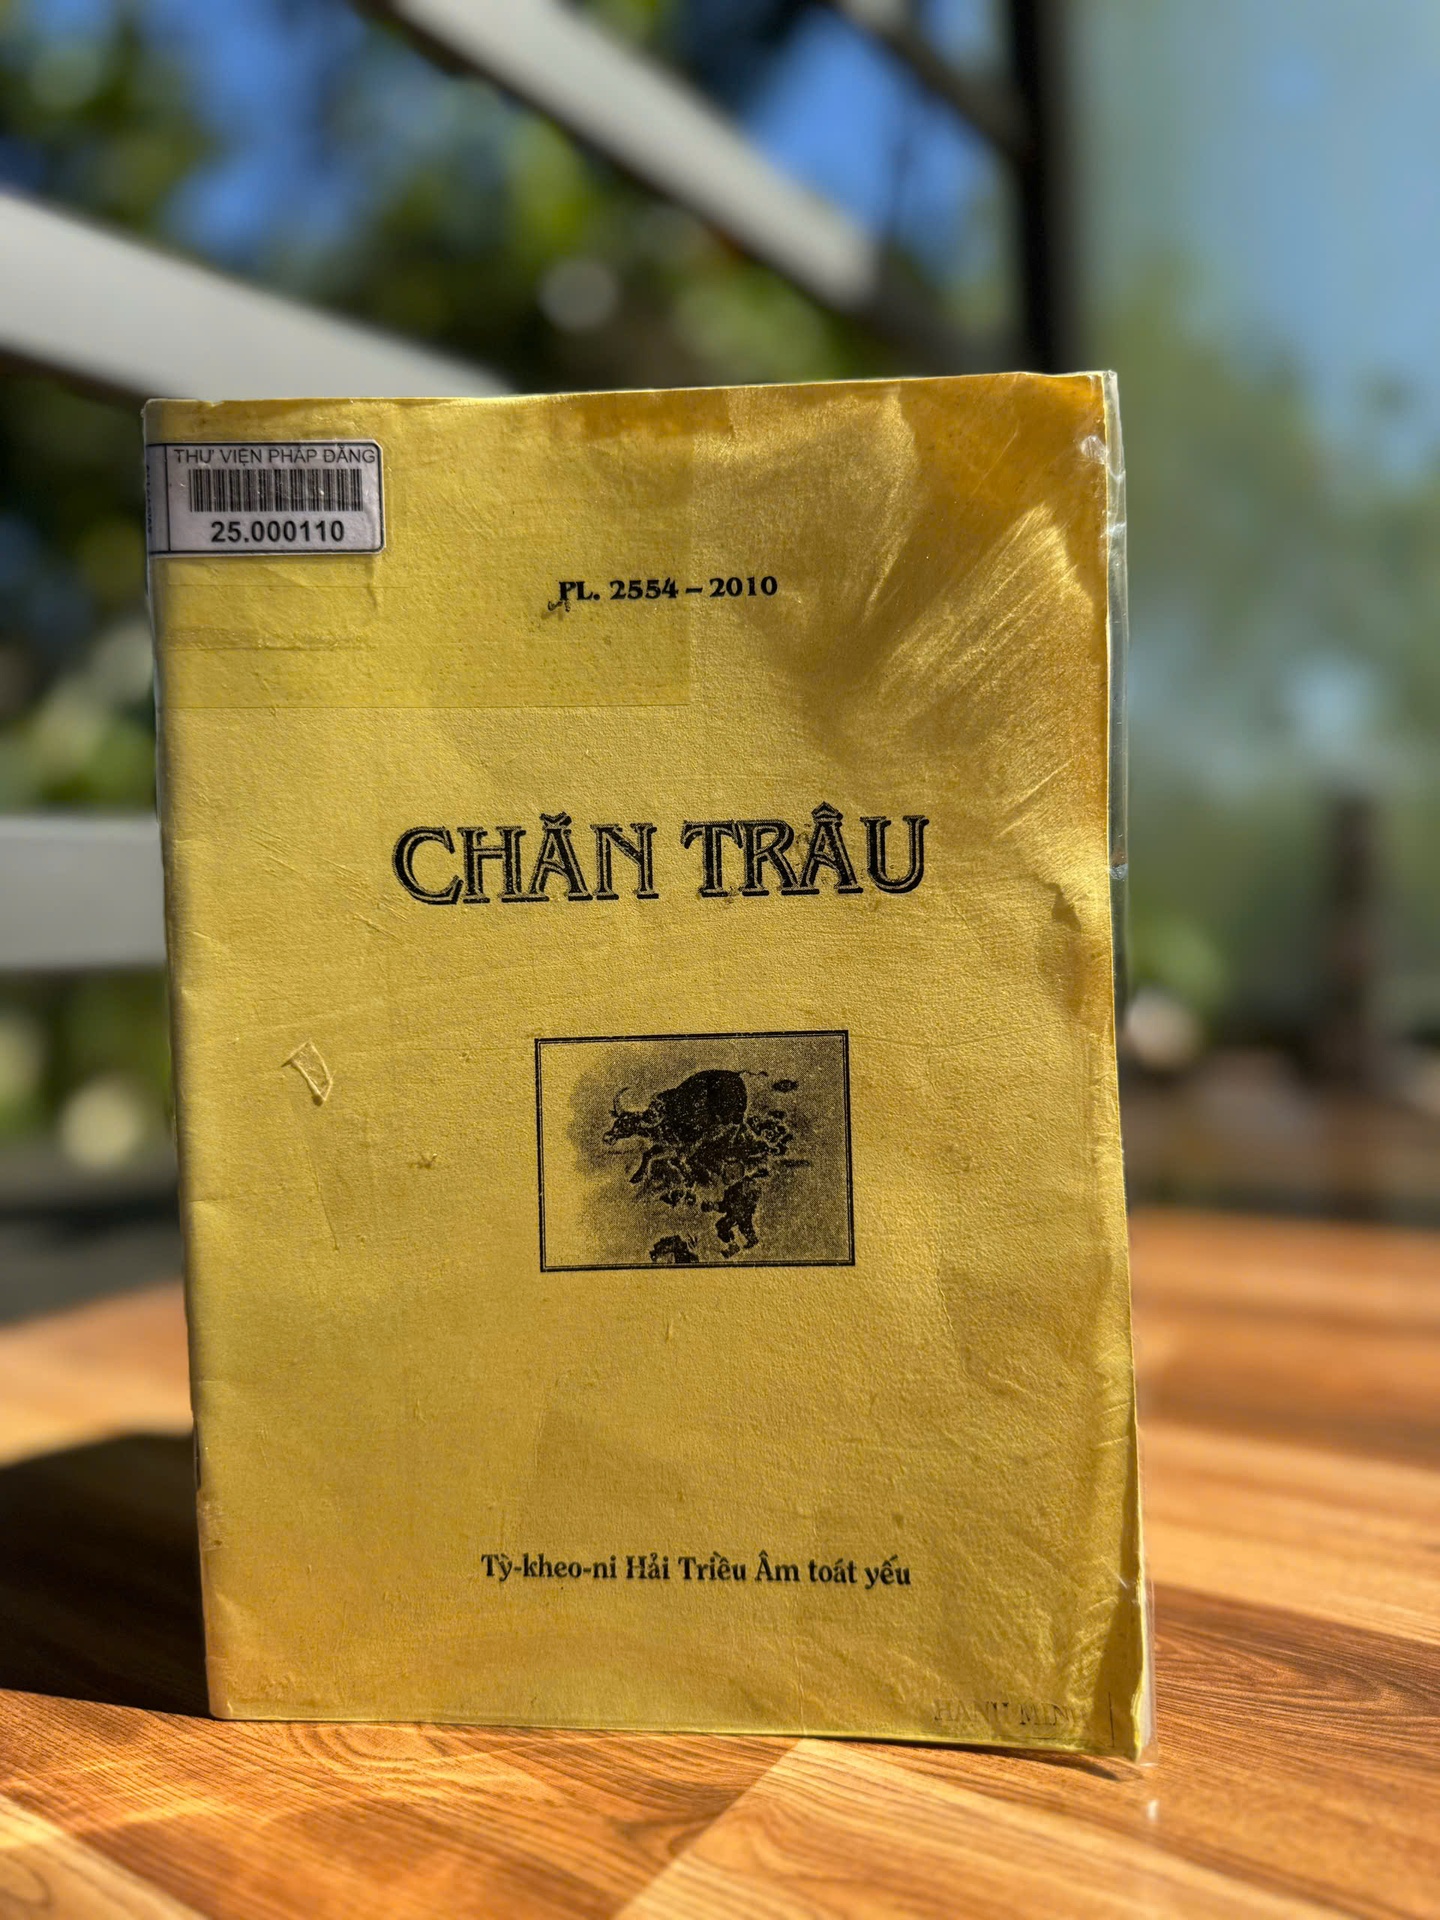 THƯ VIỆN PHÁP ĐĂNG
25.000110
PL. 2554 – 2010
CHĂN TRÂU
Tỳ-kheo-ni Hải Triều Âm toát yếu